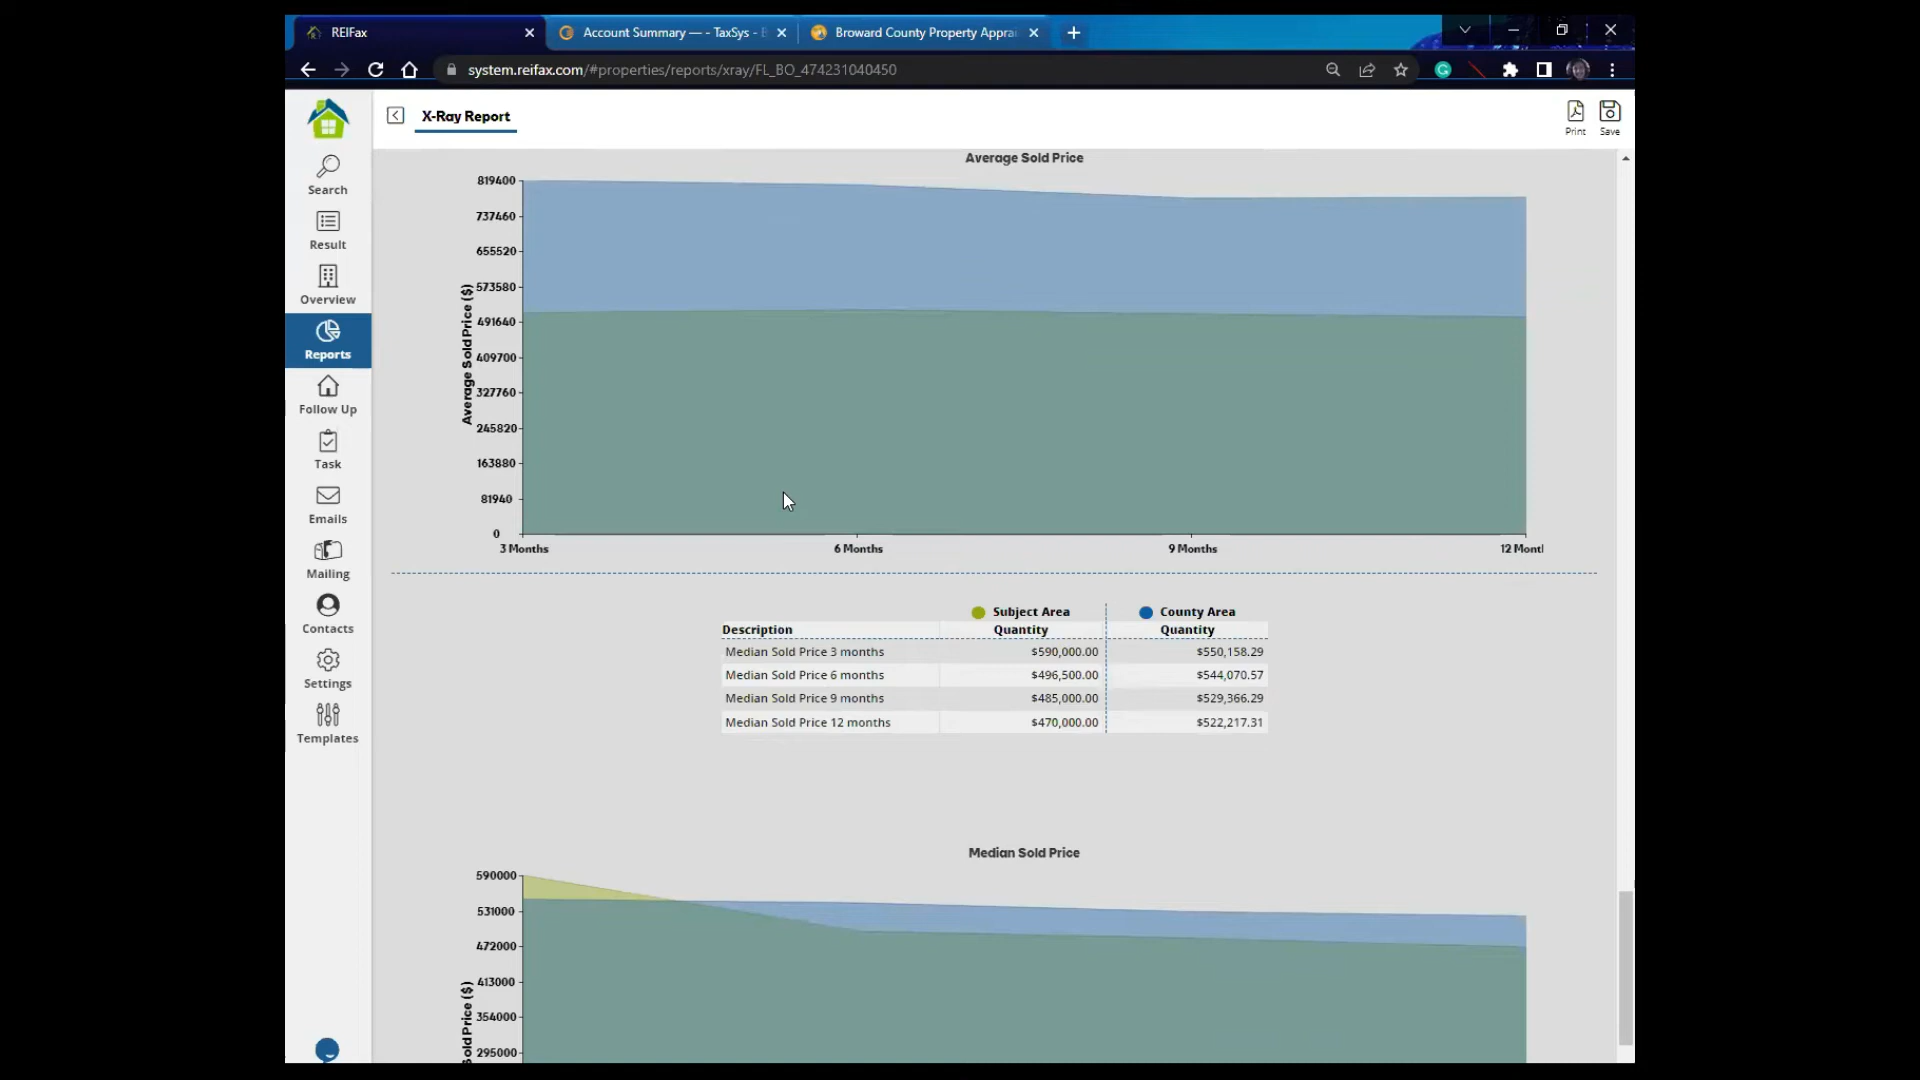 REIFax
Account Summary — - TaxSys - B
Broward County Property Apprai
system.reifax.com/#properties/reports/xray/FL_BO_474231040450
X-Ray Report
Print
Save
Search
Result
Overview
Reports
Follow Up
Task
Emails
Mailing
Contacts
Settings
Templates
Average Sold Price
Average Sold Price ($)
819400
737460
655520
573580
491640
409700
327760
245820
163880
81940
0
3 Months
6 Months
9 Months
12 Montl
Subject Area
County Area
Description
Quantity
Quantity
Median Sold Price 3 months
$590,000.00
$550,158.29
Median Sold Price 6 months
$496,500.00
$544,070.57
Median Sold Price 9 months
$485,000.00
$529,366.29
Median Sold Price 12 months
$470,000.00
$522,217.31
Median Sold Price
590000
531000
472000
413000
354000
295000
Sold Price ($)